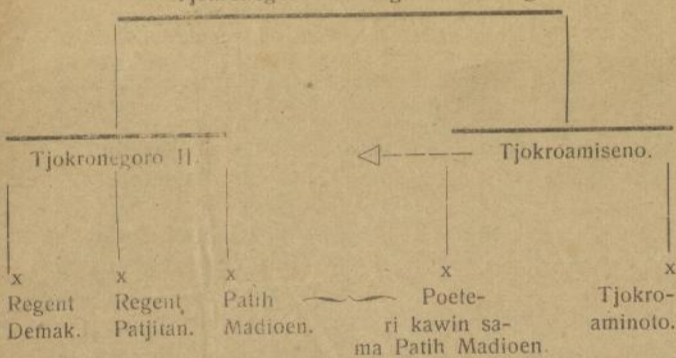 Tjokronegoro II.
Tjokroamiseno.
x x x x x
Regent Regent Patih Poete- Tjokro-
Demak. Patjitan. Madioen. ri kawin sa- aminoto.
ma Patih Madioen.